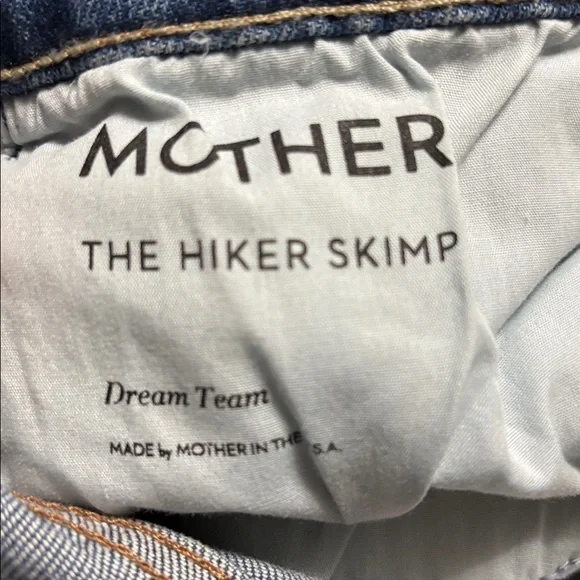 MOTHER
THE HIKER SKIMP
Dream Team
MADE by MOTHER IN THE S.A.